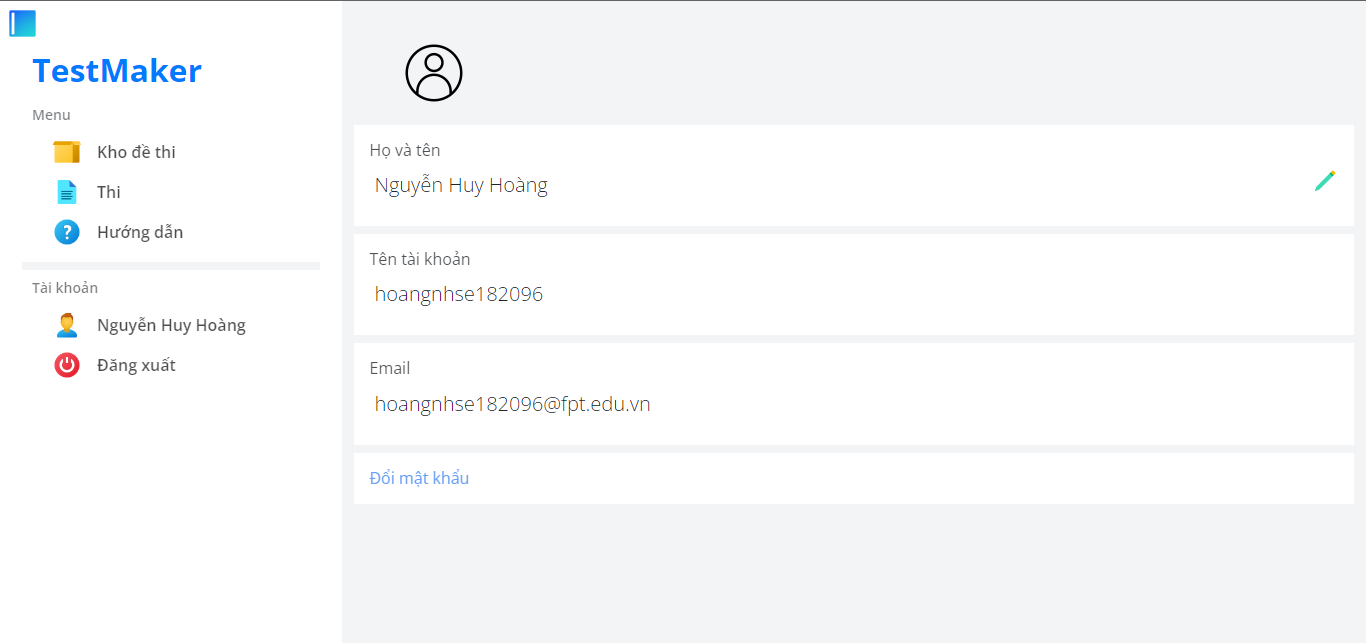 TestMaker
Menu
Kho đề thi
Thi
? Hướng dẫn
Tài khoản
Nguyễn Huy Hoàng
Đăng xuất
Họ và tên
Nguyễn Huy Hoàng
Tên tài khoản
hoangnhse182096
Email
hoangnhse182096@fpt.edu.vn
Đổi mật khẩu